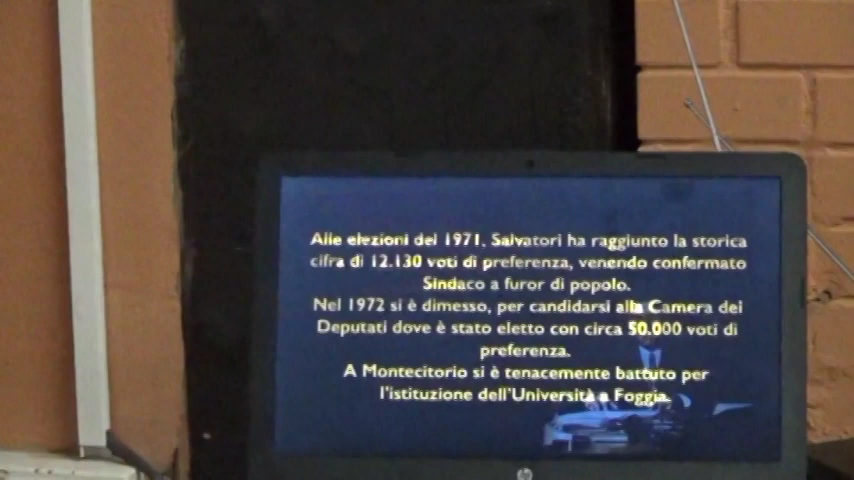 Alle elezioni del 1971, Salvatori ha raggiunto la storica
cifra di 12.130 voti di preferenza, venendo confermato
Sindaco a furor di popolo.
Nel 1972 si è dimesso, per candidarsi alla Camera dei
Deputati dove è stato eletto con circa 50.000 voti di
preferenza.
A Montecitorio si è tenacemente battuto per
l'istituzione dell'Università a Foggia.
hp